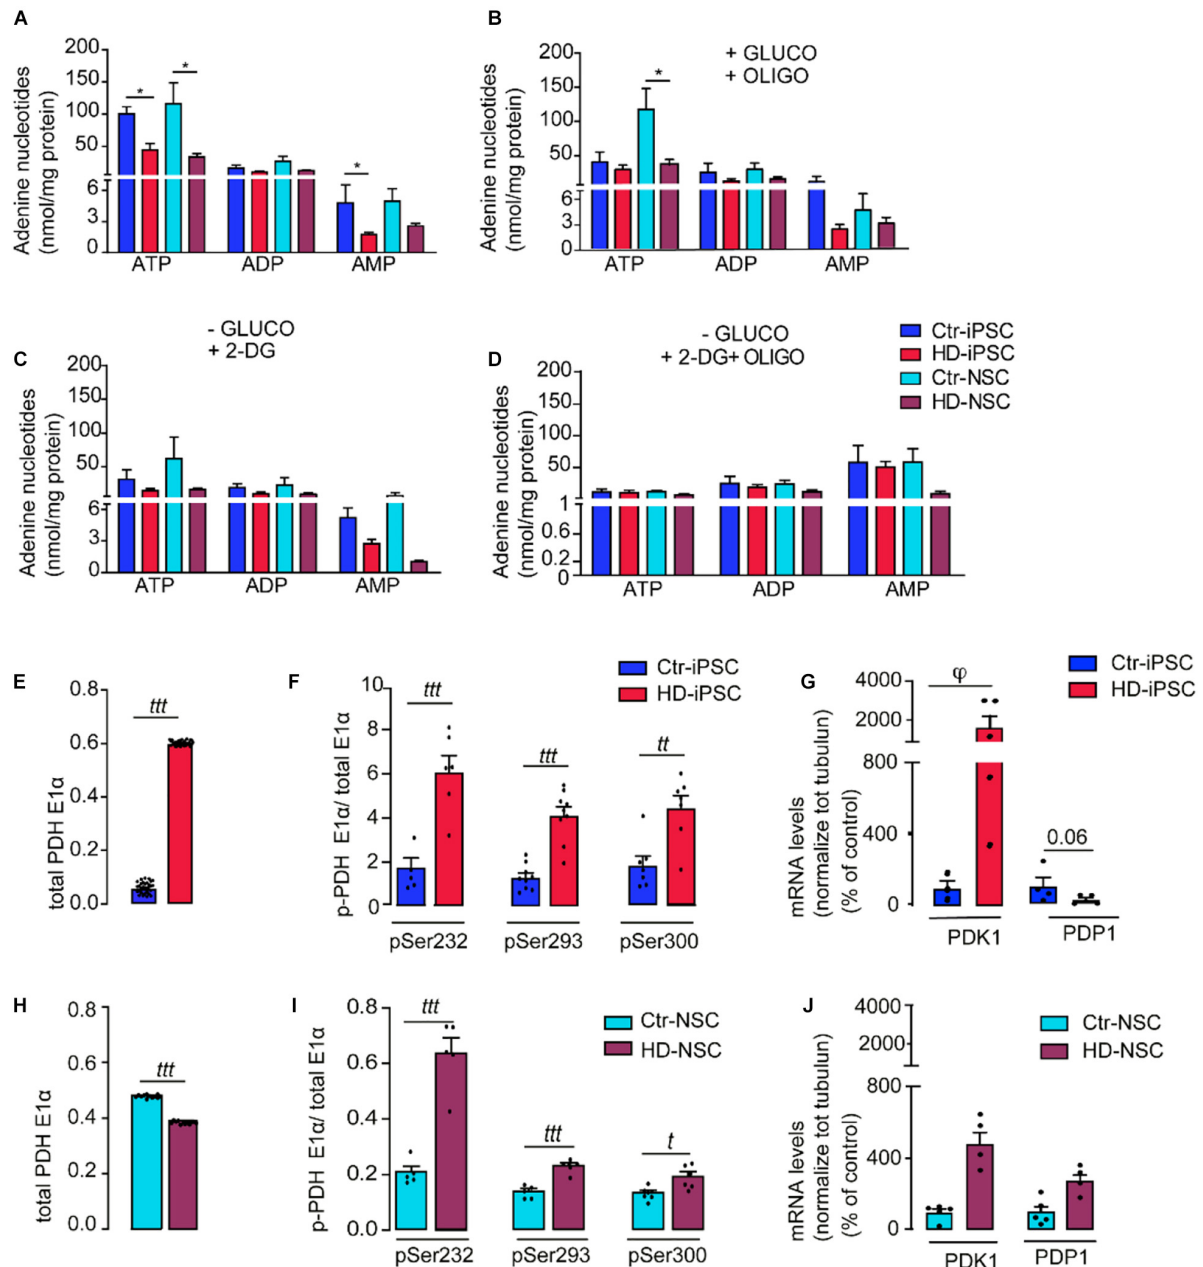 A
Adenine nucleotides
(nmol/mg protein)
200
150
100
50
6
3
0
*
*
*
ATP
ADP
AMP
B
+ GLUCO
+ OLIGO
Adenine nucleotides
(nmol/mg protein)
200
150
100
50
6
3
0
*
ATP
ADP
AMP
C
- GLUCO
+ 2-DG
Adenine nucleotides
(nmol/mg protein)
200
150
100
50
6
3
0
ATP
ADP
AMP
D
- GLUCO
+ 2-DG+ OLIGO
Adenine nucleotides
(nmol/mg protein)
200
150
100
50
1
0.6
0.2
0
ATP
ADP
AMP
Ctr-iPSC
HD-iPSC
Ctr-NSC
HD-NSC
E
total PDH E1α
0.8
0.6
0.4
0.2
0.0
ttt
F
p-PDH E1α/ total E1α
10
8
6
4
2
0
ttt
ttt
tt
pSer232
pSer293
pSer300
Ctr-iPSC
HD-iPSC
G
mRNA levels
(normalize tot tubulun)
(% of control)
4000
2000
800
400
0
φ
0.06
PDK1
PDP1
Ctr-iPSC
HD-iPSC
H
total PDH E1α
0.8
0.6
0.4
0.2
0.0
ttt
I
p-PDH E1α/ total E1α
0.8
0.6
0.4
0.2
0.0
ttt
ttt
t
pSer232
pSer293
pSer300
Ctr-NSC
HD-NSC
J
mRNA levels
(normalize tot tubulun)
(% of control)
4000
2000
800
400
0
PDK1
PDP1
Ctr-NSC
HD-NSC